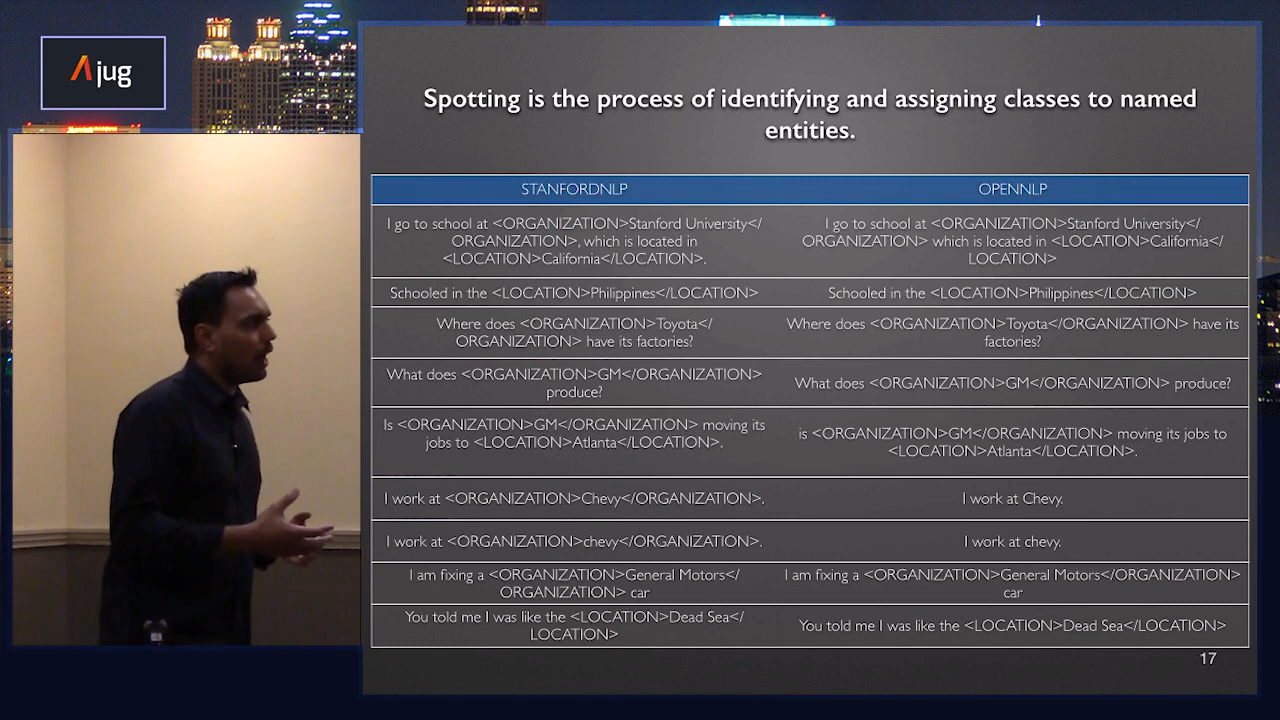 Ajug
Spotting is the process of identifying and assigning classes to named
entities.
STANFORDNLP
OPENNLP
I go to school at <ORGANIZATION>Stanford University</
ORGANIZATION>, which is located in
<LOCATION>California</LOCATION>.
I go to school at <ORGANIZATION>Stanford University</
ORGANIZATION> which is located in <LOCATION>California</
LOCATION>
Schooled in the <LOCATION>Philippines</LOCATION>
Schooled in the <LOCATION>Philippines</LOCATION>
Where does <ORGANIZATION>Toyota</
ORGANIZATION> have its factories?
Where does <ORGANIZATION>Toyota</ORGANIZATION> have its
factories?
What does <ORGANIZATION>GM</ORGANIZATION>
produce?
What does <ORGANIZATION>GM</ORGANIZATION> produce?
Is <ORGANIZATION>GM</ORGANIZATION> moving its
jobs to <LOCATION>Atlanta</LOCATION>.
is <ORGANIZATION>GM</ORGANIZATION> moving its jobs to
<LOCATION>Atlanta</LOCATION>.
I work at <ORGANIZATION>Chevy</ORGANIZATION>.
I work at Chevy.
I work at <ORGANIZATION>chevy</ORGANIZATION>.
I work at chevy.
I am fixing a <ORGANIZATION>General Motors</
ORGANIZATION> car
I am fixing a <ORGANIZATION>General Motors</ORGANIZATION>
car
You told me I was like the <LOCATION>Dead Sea</
LOCATION>
You told me I was like the <LOCATION>Dead Sea</LOCATION>
17